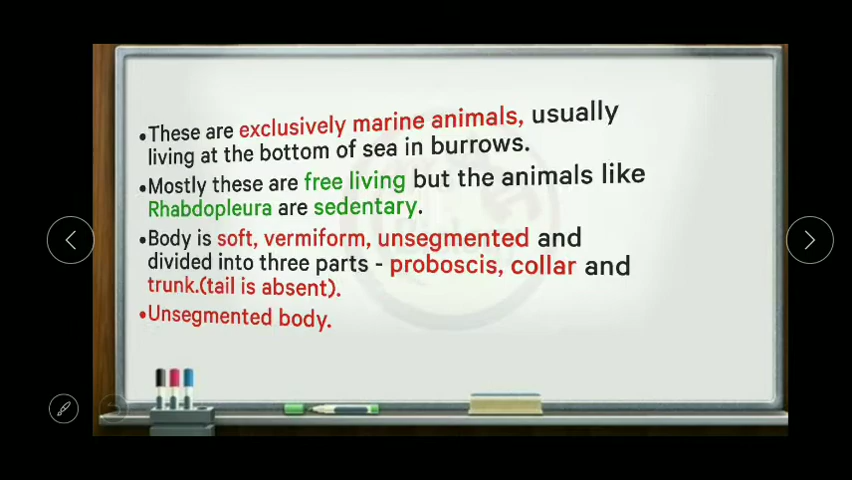 •These are exclusively marine animals, usually
living at the bottom of sea in burrows.
•Mostly these are free living but the animals like
Rhabdopleura are sedentary.
•Body is soft, vermiform, unsegmented and
divided into three parts - proboscis, collar and
trunk.(tail is absent).
•Unsegmented body.